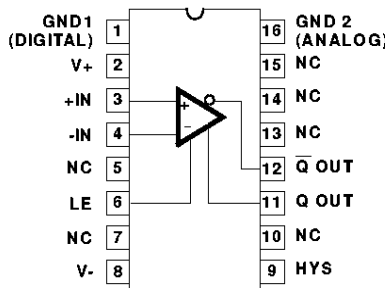 GND1
(DIGITAL)
1
V+
2
+IN
3
-IN
4
NC
5
LE
6
NC
7
V-
8
+
-
16
GND 2
(ANALOG)
15
NC
14
NC
13
NC
12
Q̅ OUT
11
Q OUT
10
NC
9
HYS